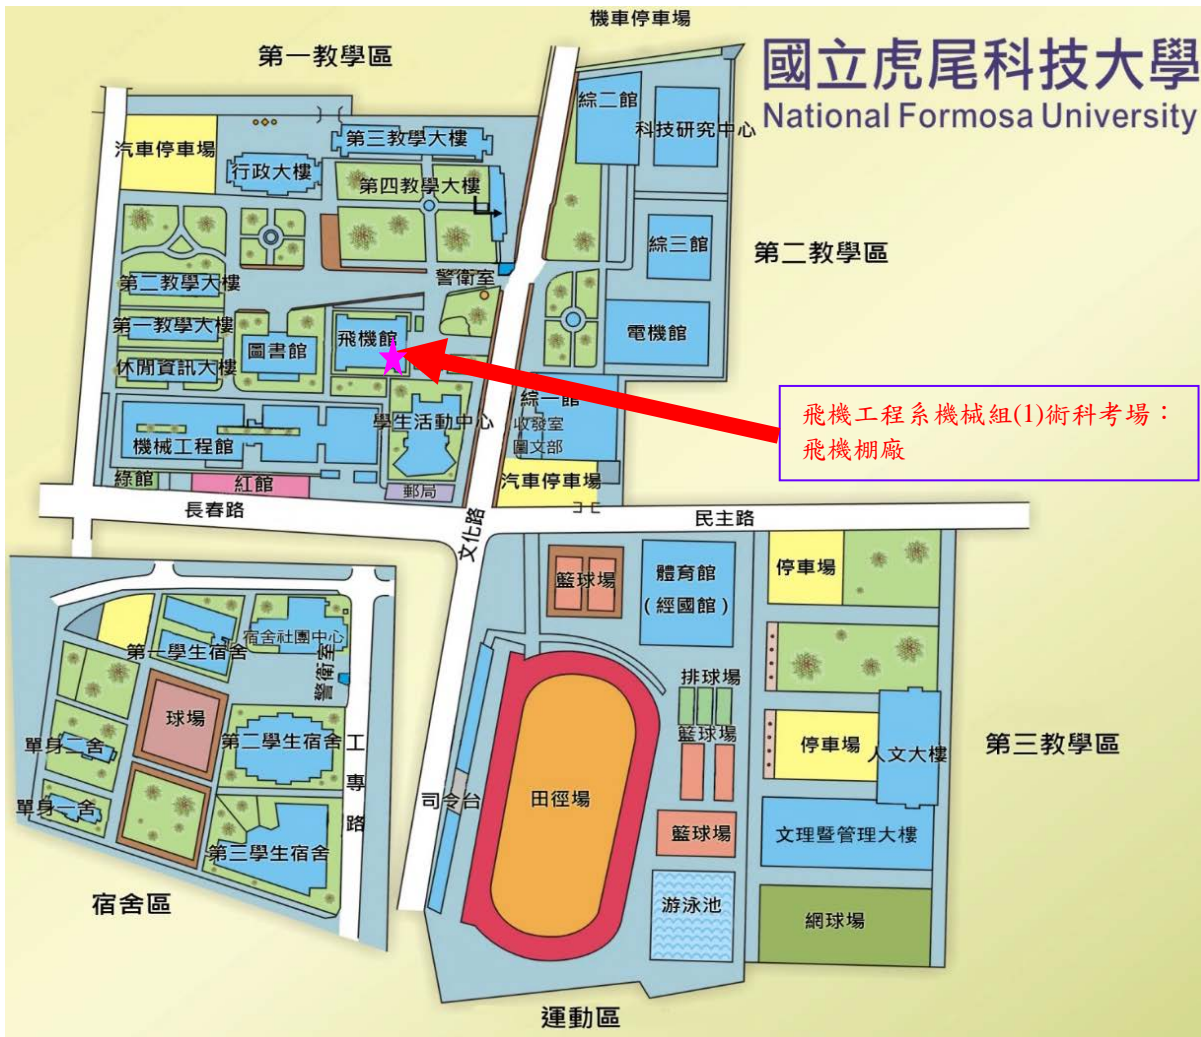 機車停車場
第一教學區
國立虎尾科技大學
National Formosa University
綜二館
科技研究中心
汽車停車場
第三教學大樓
行政大樓
第四教學大樓
綜三館
第二教學區
警衛室
第二教學大樓
第一教學大樓
飛機館
電機館
圖書館
休閒資訊大樓
飛機工程系機械組(1)術科考場：
飛機棚廠
綜一館
學生活動中心
收發室
圖文部
機械工程館
綠館
紅館
郵局
汽車停車場
長春路
文化路
民主路
籃球場
體育館
(經國館)
停車場
宿舍社團中心
第一學生宿舍
警衛室
排球場
球場
籃球場
停車場
人文大樓
第三教學區
單身二舍
第二學生宿舍
工專路
單身一舍
司令台
田徑場
籃球場
文理暨管理大樓
第三學生宿舍
宿舍區
游泳池
網球場
運動區